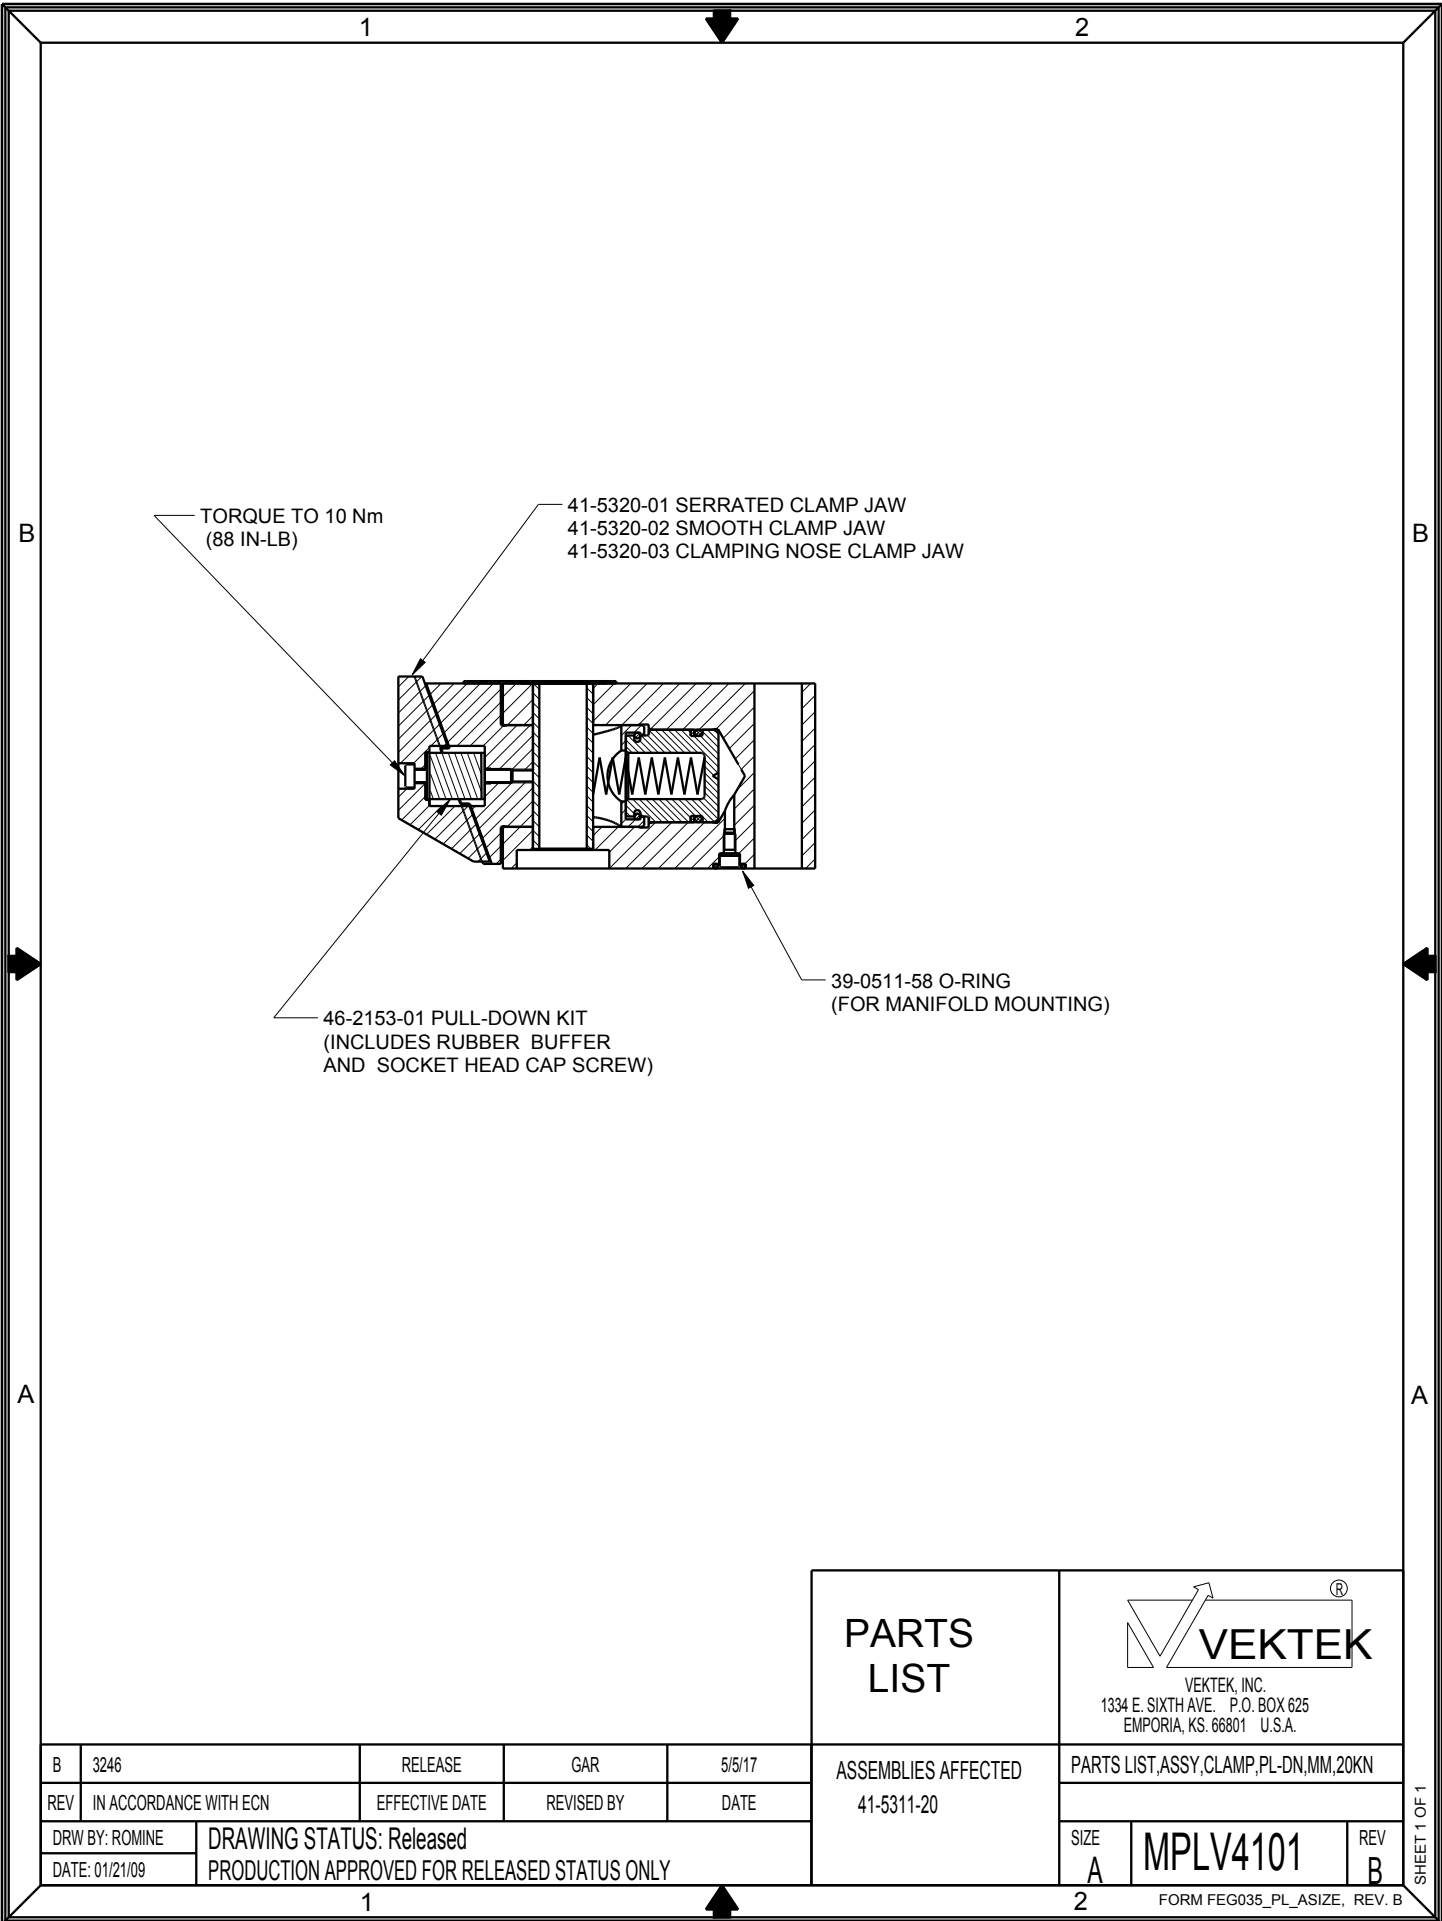 1
2
B
B
TORQUE TO 10 Nm
(88 IN-LB)
41-5320-01 SERRATED CLAMP JAW
41-5320-02 SMOOTH CLAMP JAW
41-5320-03 CLAMPING NOSE CLAMP JAW
39-0511-58 O-RING
(FOR MANIFOLD MOUNTING)
46-2153-01 PULL-DOWN KIT
(INCLUDES RUBBER BUFFER
AND SOCKET HEAD CAP SCREW)
A
A
PARTS
LIST
®
VEKTEK
VEKTEK, INC.
1334 E. SIXTH AVE. P.O. BOX 625
EMPORIA, KS. 66801 U.S.A.
B 3246 RELEASE GAR 5/5/17
REV IN ACCORDANCE WITH ECN EFFECTIVE DATE REVISED BY DATE
DRW BY: ROMINE
DATE: 01/21/09
DRAWING STATUS: Released
PRODUCTION APPROVED FOR RELEASED STATUS ONLY
ASSEMBLIES AFFECTED
41-5311-20
PARTS LIST,ASSY,CLAMP,PL-DN,MM,20KN
SIZE
A
MPLV4101
REV
B
SHEET 1 OF 1
1
2
FORM FEG035_PL_ASIZE, REV. B